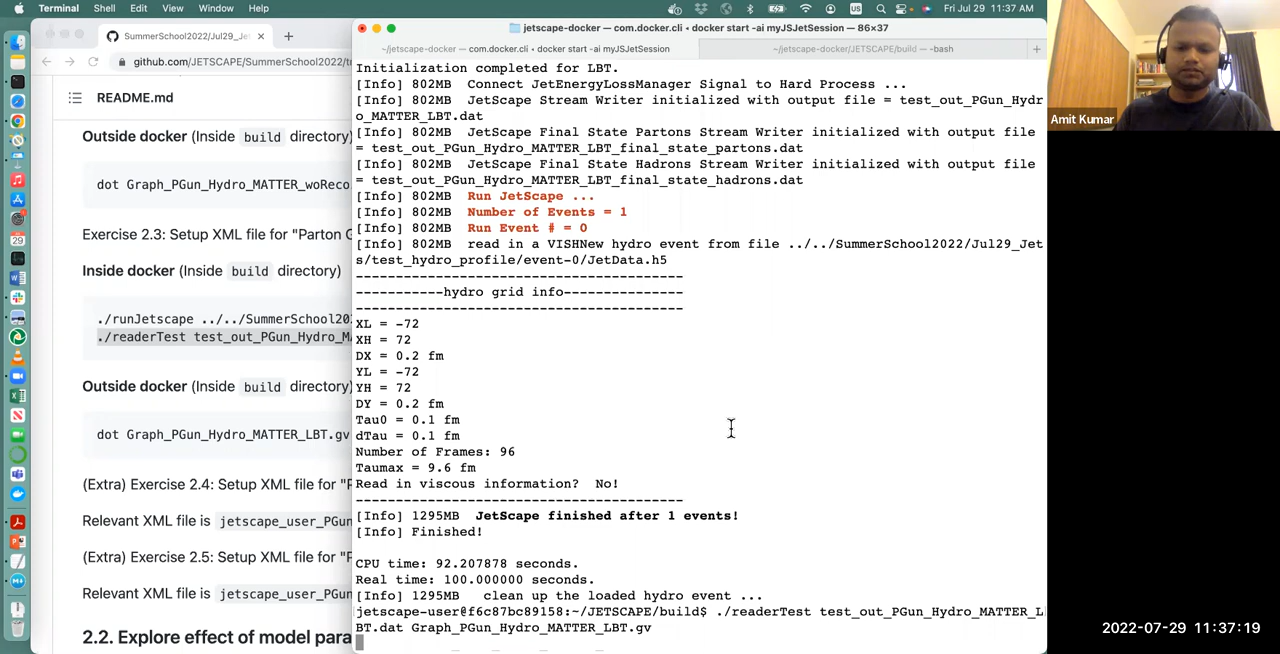 Terminal Shell Edit View Window Help
US
Fri Jul 29 11:37 AM
SummerSchool2022/Jul29_Jet
github.com/JETSCAPE/SummerSchool2022/tr
README.md
Outside docker (Inside build directory)
dot Graph_PGun_Hydro_MATTER_woReco
Exercise 2.3: Setup XML file for "Parton G
Inside docker (Inside build directory)
./runJetscape ../../SummerSchool202
./readerTest test_out_PGun_Hydro_MA
Outside docker (Inside build directory)
dot Graph_PGun_Hydro_MATTER_LBT.gv
(Extra) Exercise 2.4: Setup XML file for "P
Relevant XML file is jetscape_user_PGun
(Extra) Exercise 2.5: Setup XML file for "P
Relevant XML file is jetscape_user_PGun
2.2. Explore effect of model para
jetscape-docker — com.docker.cli • docker start -ai myJSJetSession — 86×37
~/jetscape-docker — com.docker.cli • docker start -ai myJSJetSession
~/jetscape-docker/JETSCAPE/build — -bash
Initialization completed for LBT.
[Info] 802MB Connect JetEnergyLossManager Signal to Hard Process ...
[Info] 802MB JetScape Stream Writer initialized with output file = test_out_PGun_Hydr
o_MATTER_LBT.dat
[Info] 802MB JetScape Final State Partons Stream Writer initialized with output file
= test_out_PGun_Hydro_MATTER_LBT_final_state_partons.dat
[Info] 802MB JetScape Final State Hadrons Stream Writer initialized with output file
= test_out_PGun_Hydro_MATTER_LBT_final_state_hadrons.dat
[Info] 802MB Run JetScape ...
[Info] 802MB Number of Events = 1
[Info] 802MB Run Event # = 0
[Info] 802MB read in a VISHNew hydro event from file ../../SummerSchool2022/Jul29_Jet
s/test_hydro_profile/event-0/JetData.h5
-----------------------------------------
-----------hydro grid info---------------
-----------------------------------------
XL = -72
XH = 72
DX = 0.2 fm
YL = -72
YH = 72
DY = 0.2 fm
Tau0 = 0.1 fm
dTau = 0.1 fm
Number of Frames: 96
Taumax = 9.6 fm
Read in viscous information? No!
-----------------------------------------
[Info] 1295MB JetScape finished after 1 events!
[Info] Finished!
CPU time: 92.207878 seconds.
Real time: 100.000000 seconds.
[Info] 1295MB clean up the loaded hydro event ...
jetscape-user@f6c87bc89158:~/JETSCAPE/build$ ./readerTest test_out_PGun_Hydro_MATTER_L
BT.dat Graph_PGun_Hydro_MATTER_LBT.gv
Amit Kumar
2022-07-29 11:37:19